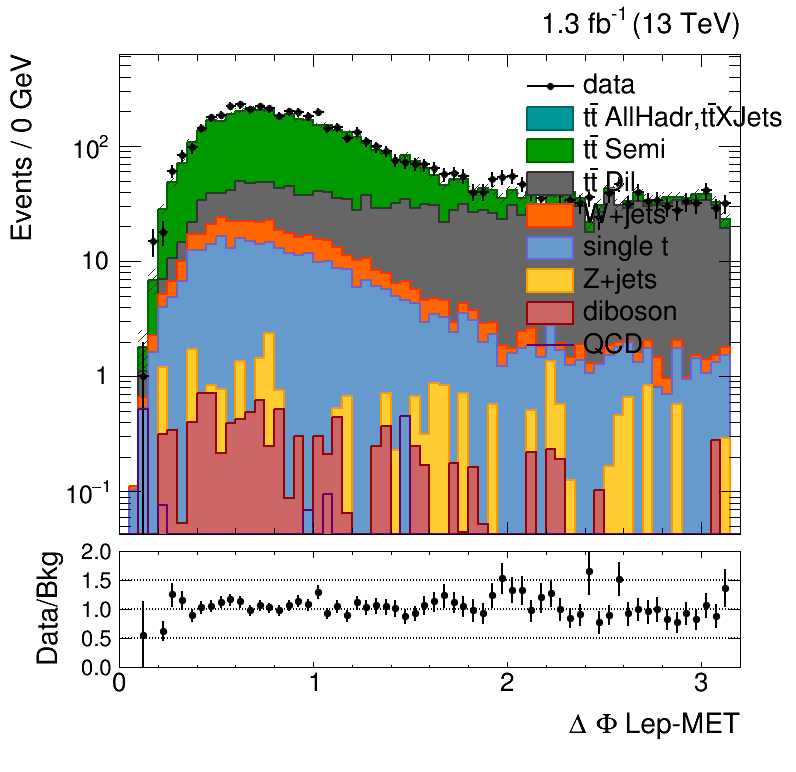 1.3 fb⁻¹ (13 TeV)
Events / 0 GeV
10²
10
1
10⁻¹
data
tt̄ AllHadr,tt̄XJets
tt̄ Semi
tt̄ Dil
W+jets
single t
Z+jets
diboson
QCD
Data/Bkg
2.0
1.5
1.0
0.5
0.0
0 1 2 3
Δ Φ Lep-MET